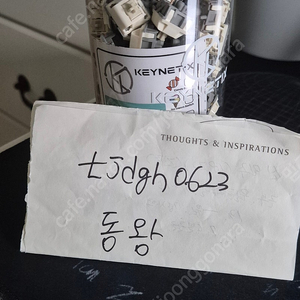 KEYNET-X
THOUGHTS & INSPIRATIONS
tjdgh0623
동왕